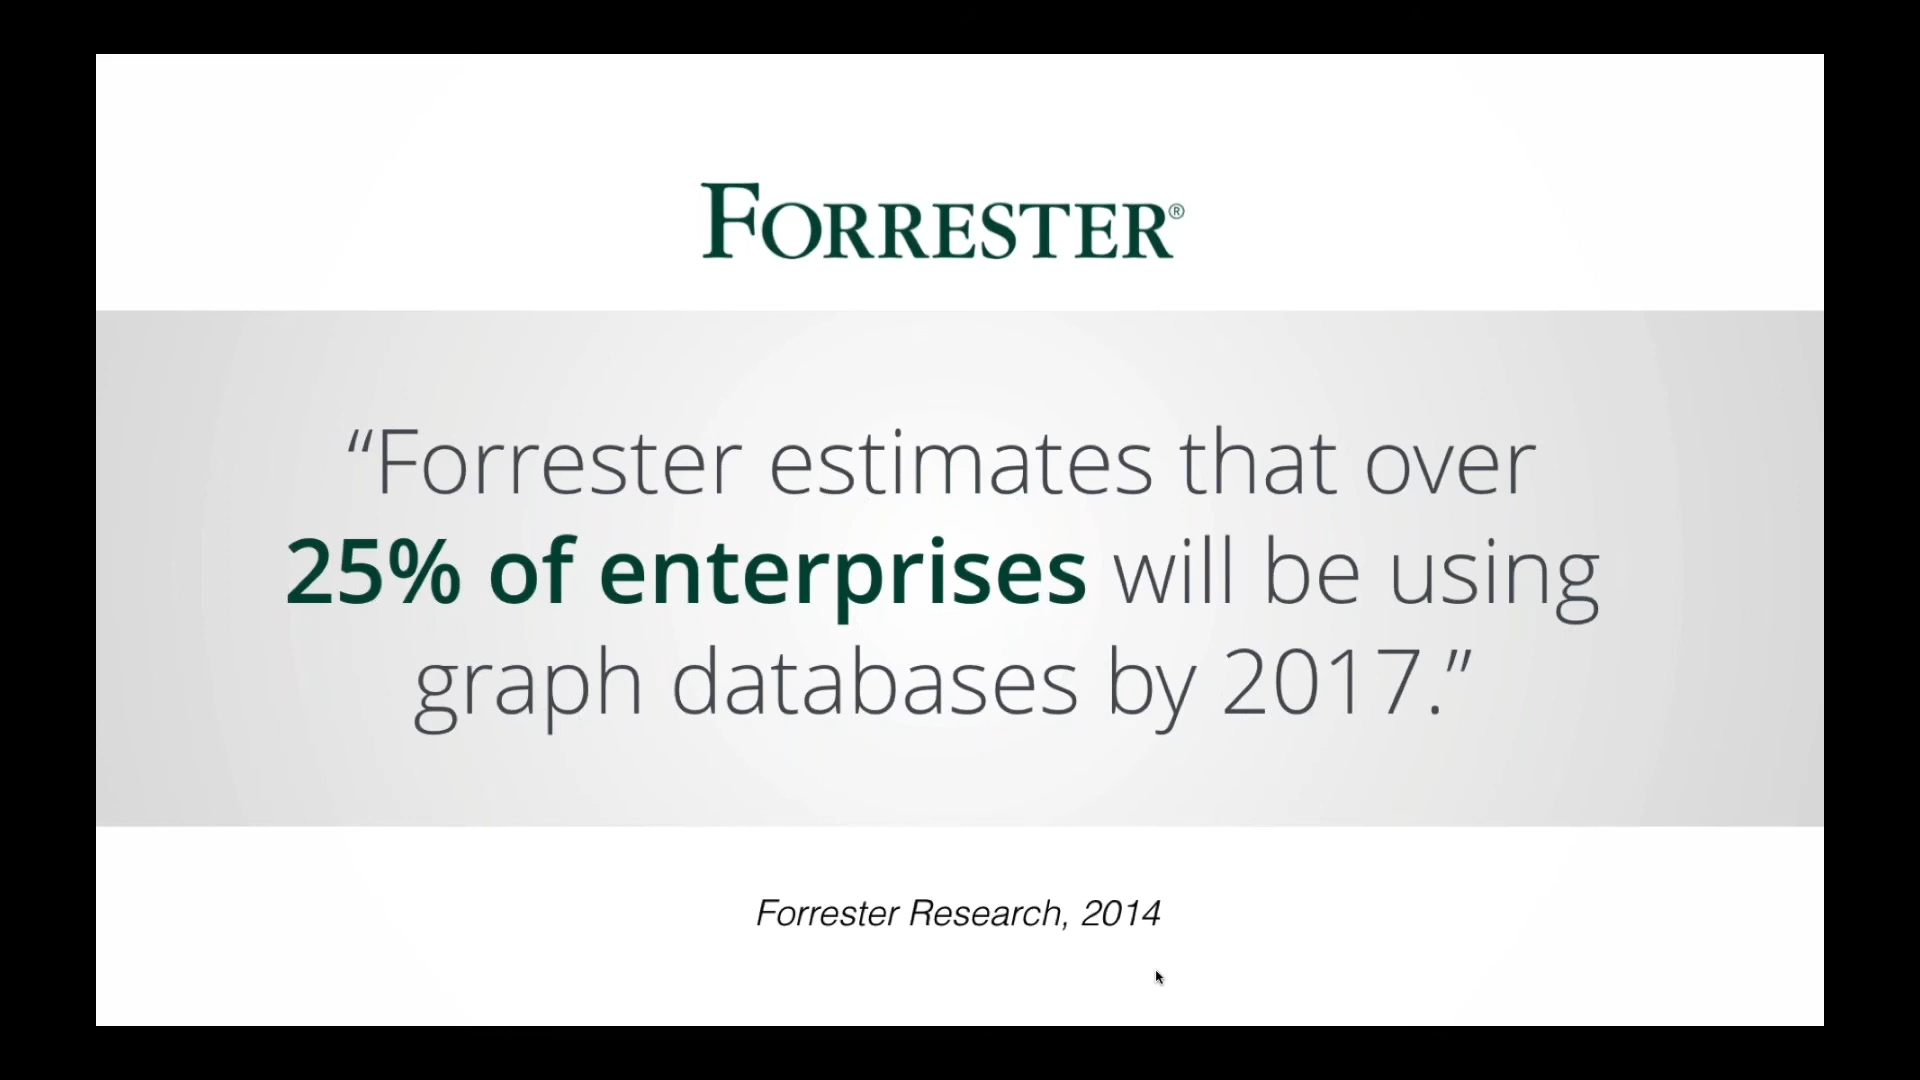 FORRESTER®
“Forrester estimates that over
25% of enterprises will be using
graph databases by 2017.”
Forrester Research, 2014